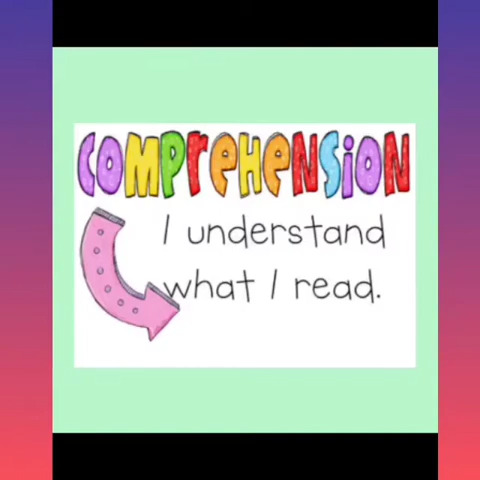 comprehension
I understand
what I read.